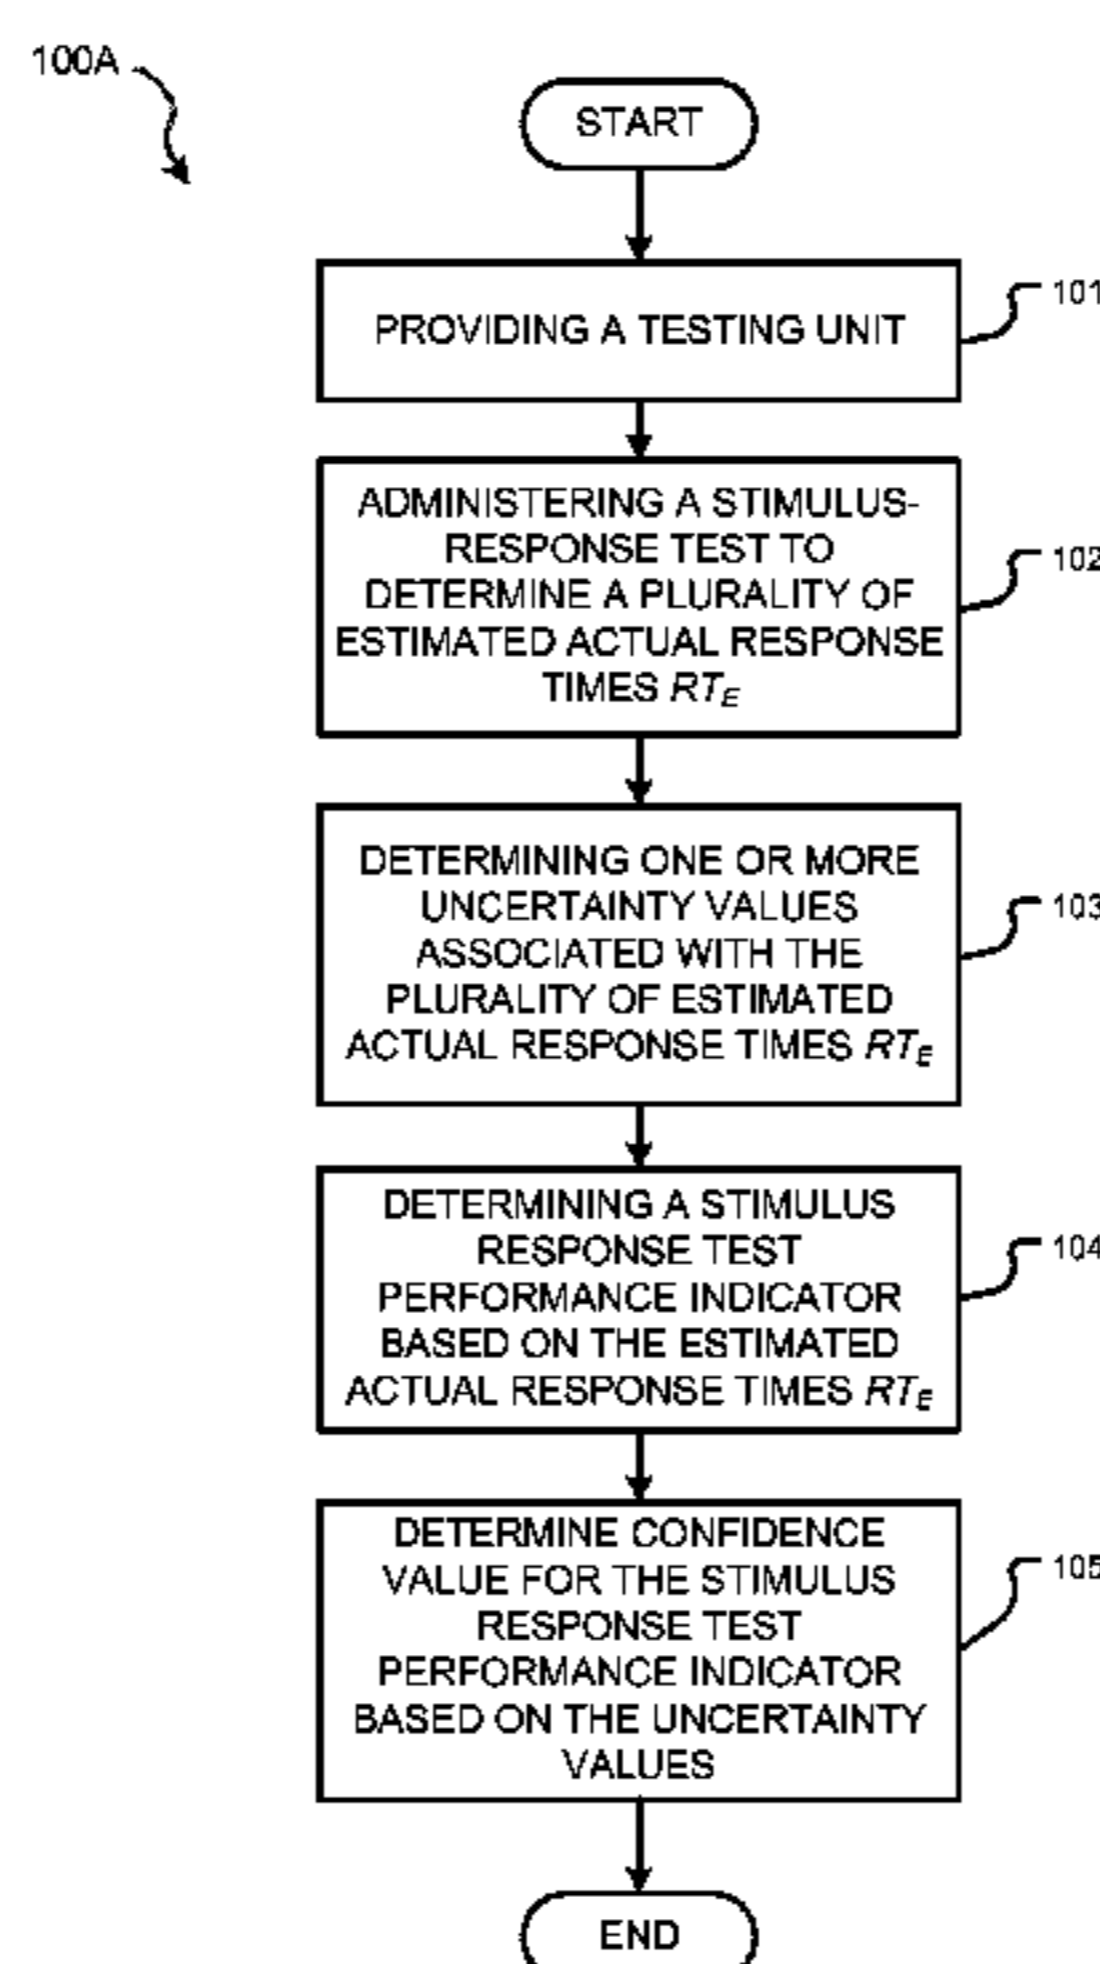 100A
START
PROVIDING A TESTING UNIT
101
ADMINISTERING A STIMULUS-
RESPONSE TEST TO
DETERMINE A PLURALITY OF
ESTIMATED ACTUAL RESPONSE
TIMES RTE
102
DETERMINING ONE OR MORE
UNCERTAINTY VALUES
ASSOCIATED WITH THE
PLURALITY OF ESTIMATED
ACTUAL RESPONSE TIMES RTE
103
DETERMINING A STIMULUS
RESPONSE TEST
PERFORMANCE INDICATOR
BASED ON THE ESTIMATED
ACTUAL RESPONSE TIMES RTE
104
DETERMINE CONFIDENCE
VALUE FOR THE STIMULUS
RESPONSE TEST
PERFORMANCE INDICATOR
BASED ON THE UNCERTAINTY
VALUES
105
END